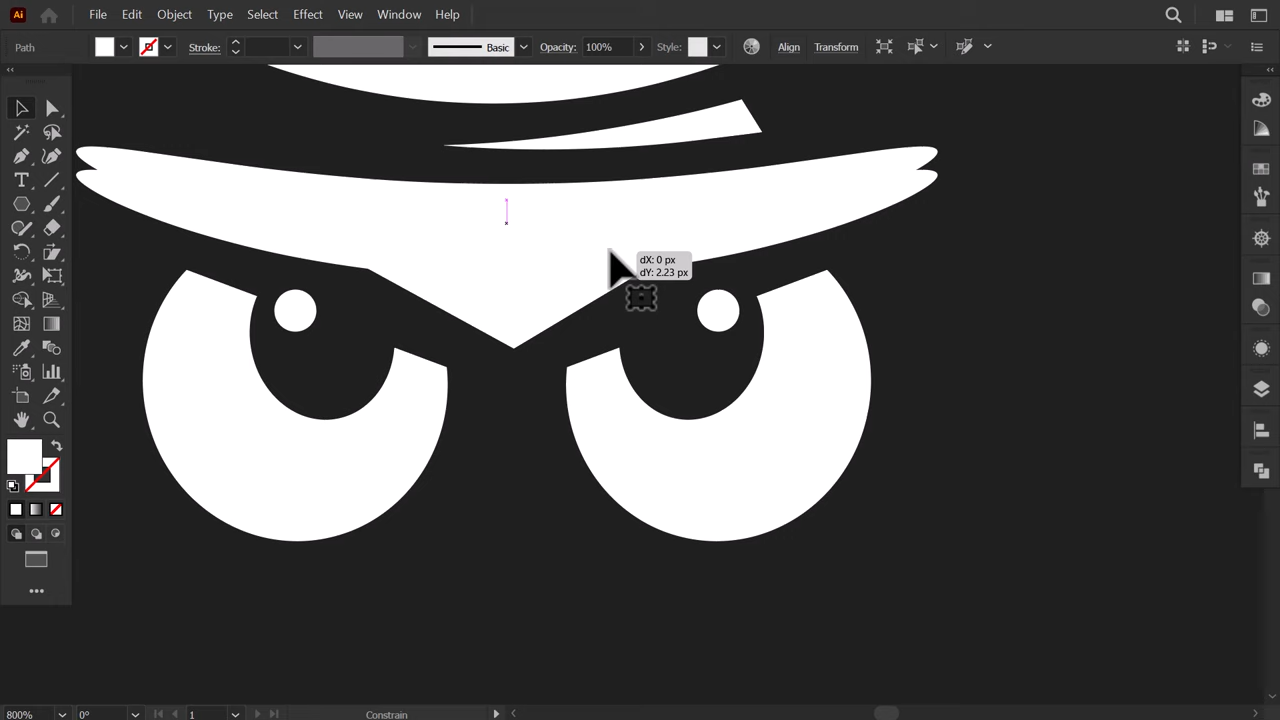 Ai File Edit Object Type Select Effect View Window Help
Path Stroke: Basic Opacity: 100% Style: Align Transform
dX: 0 px
dY: 2.23 px
800% 0° 1 Constrain